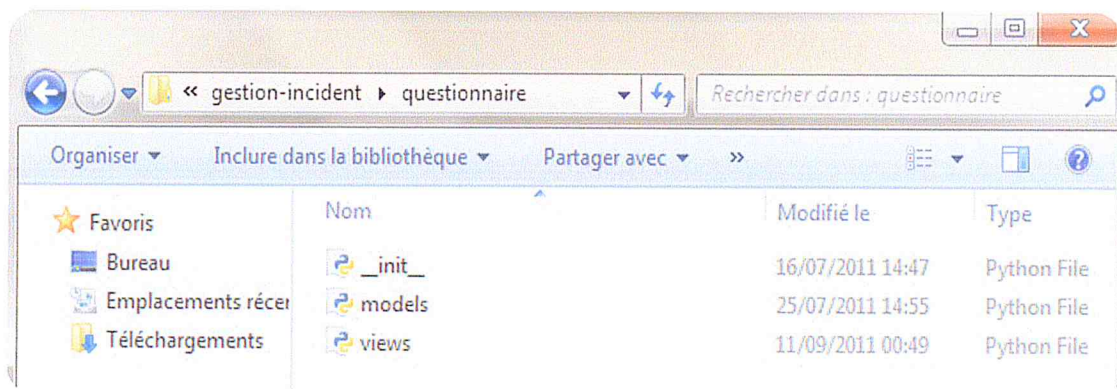 « gestion-incident ▸ questionnaire
Rechercher dans : questionnaire
Organiser
Inclure dans la bibliothèque
Partager avec
»
Favoris
Bureau
Emplacements récer
Téléchargements
Nom Modifié le Type
__init__ 16/07/2011 14:47 Python File
models 25/07/2011 14:55 Python File
views 11/09/2011 00:49 Python File